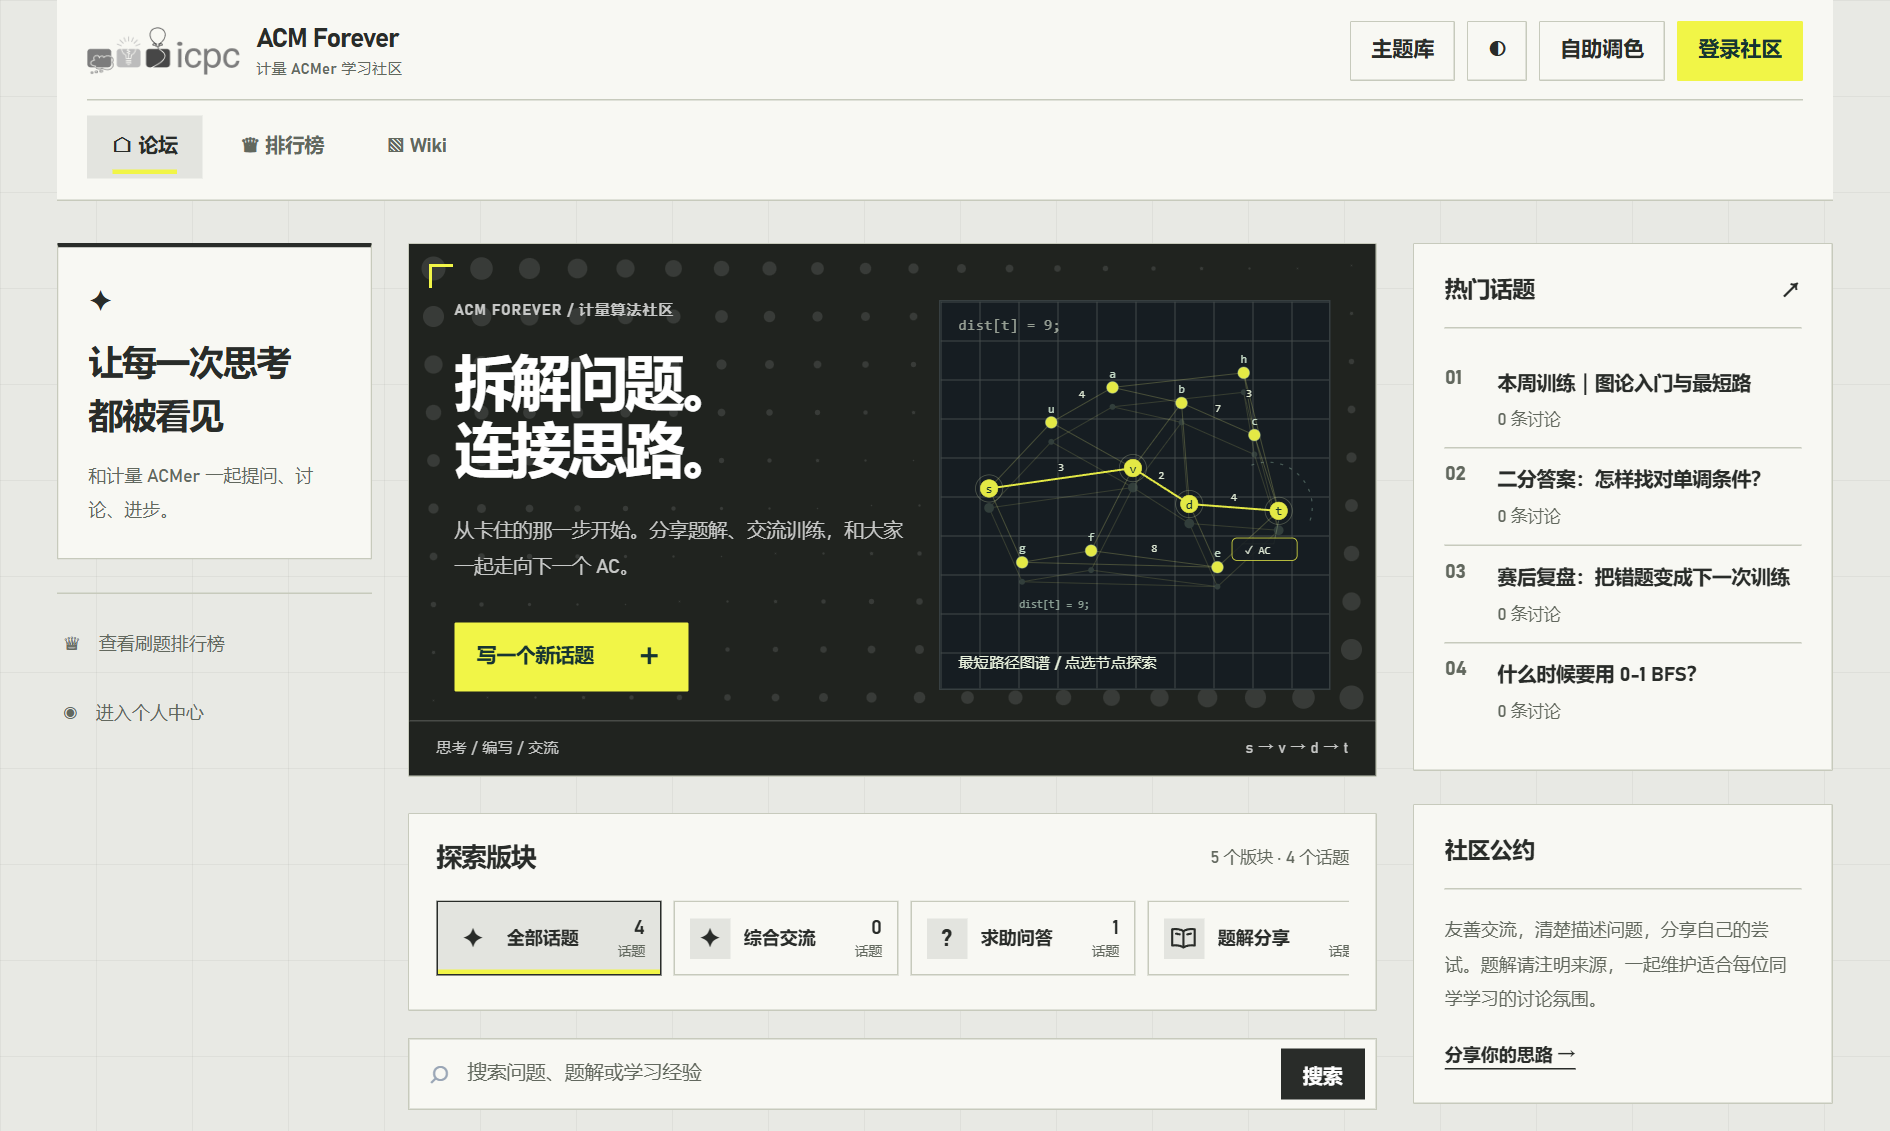 icpc
ACM Forever
计量 ACMer 学习社区
主题库
自助调色
登录社区
论坛
排行榜
Wiki
让每一次思考
都被看见
和计量 ACMer 一起提问、讨
论、进步。
查看刷题排行榜
进入个人中心
ACM FOREVER / 计量算法社区
拆解问题。
连接思路。
从卡住的那一步开始。分享题解、交流训练，和大家
一起走向下一个 AC。
写一个新话题 +
dist[t] = 9;
h
a
4
b
3
7
u
c
3
v
2
s
4
d
t
f
8
g
e
✓ AC
dist[t] = 9;
最短路径图谱 / 点选节点探索
思考 / 编写 / 交流
s → v → d → t
热门话题
01
本周训练｜图论入门与最短路
0 条讨论
02
二分答案：怎样找对单调条件？
0 条讨论
03
赛后复盘：把错题变成下一次训练
0 条讨论
04
什么时候要用 0-1 BFS？
0 条讨论
探索版块
5 个版块 · 4 个话题
全部话题
4
话题
综合交流
0
话题
?
求助问答
1
话题
题解分享
话题
搜索问题、题解或学习经验
搜索
社区公约
友善交流，清楚描述问题，分享自己的尝
试。题解请注明来源，一起维护适合每位同
学学习的讨论氛围。
分享你的思路 →